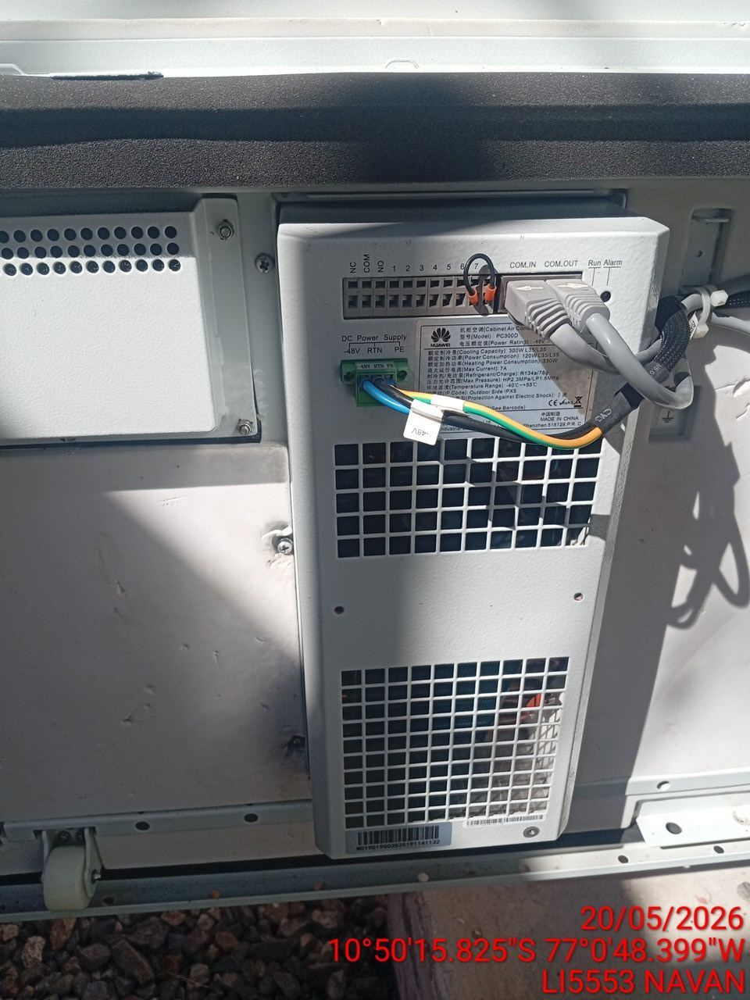 NC COM NO 1 2 3 4 5 6 7
COM_IN COM_OUT Run Alarm
DC Power Supply
-48V RTN PE
-48V RTN PE
HUAWEI
机柜空调(Cabinet Air
型号(Model) : PC300D
电压额定值(Power Rating) : -48V
额定制冷量(Cooling Capacity): 300W L35/L35
额定制冷功率(Power Consumption): 120W L35/L35
额定加热功率(Heating Power Consumption): 330W
最大运行电流(Max Current): 7A
制冷剂/充注量(Refrigerant/Charge): R134a/78g
压力允许范围(Max Pressure): HP2.3MPa/LP1.6MPa
环境温度(Temperature Range): -40℃~+55℃
(IP Code): Outdoor Side IPX5
(Protection Against Electric Shock): I 类
(See Barcode)
CE RoHS
中国制造
MADE IN CHINA
Shenzhen 518129, P.R.C
-48V
20/05/2026
10°50'15.825"S 77°0'48.399"W
LI5553 NAVAN